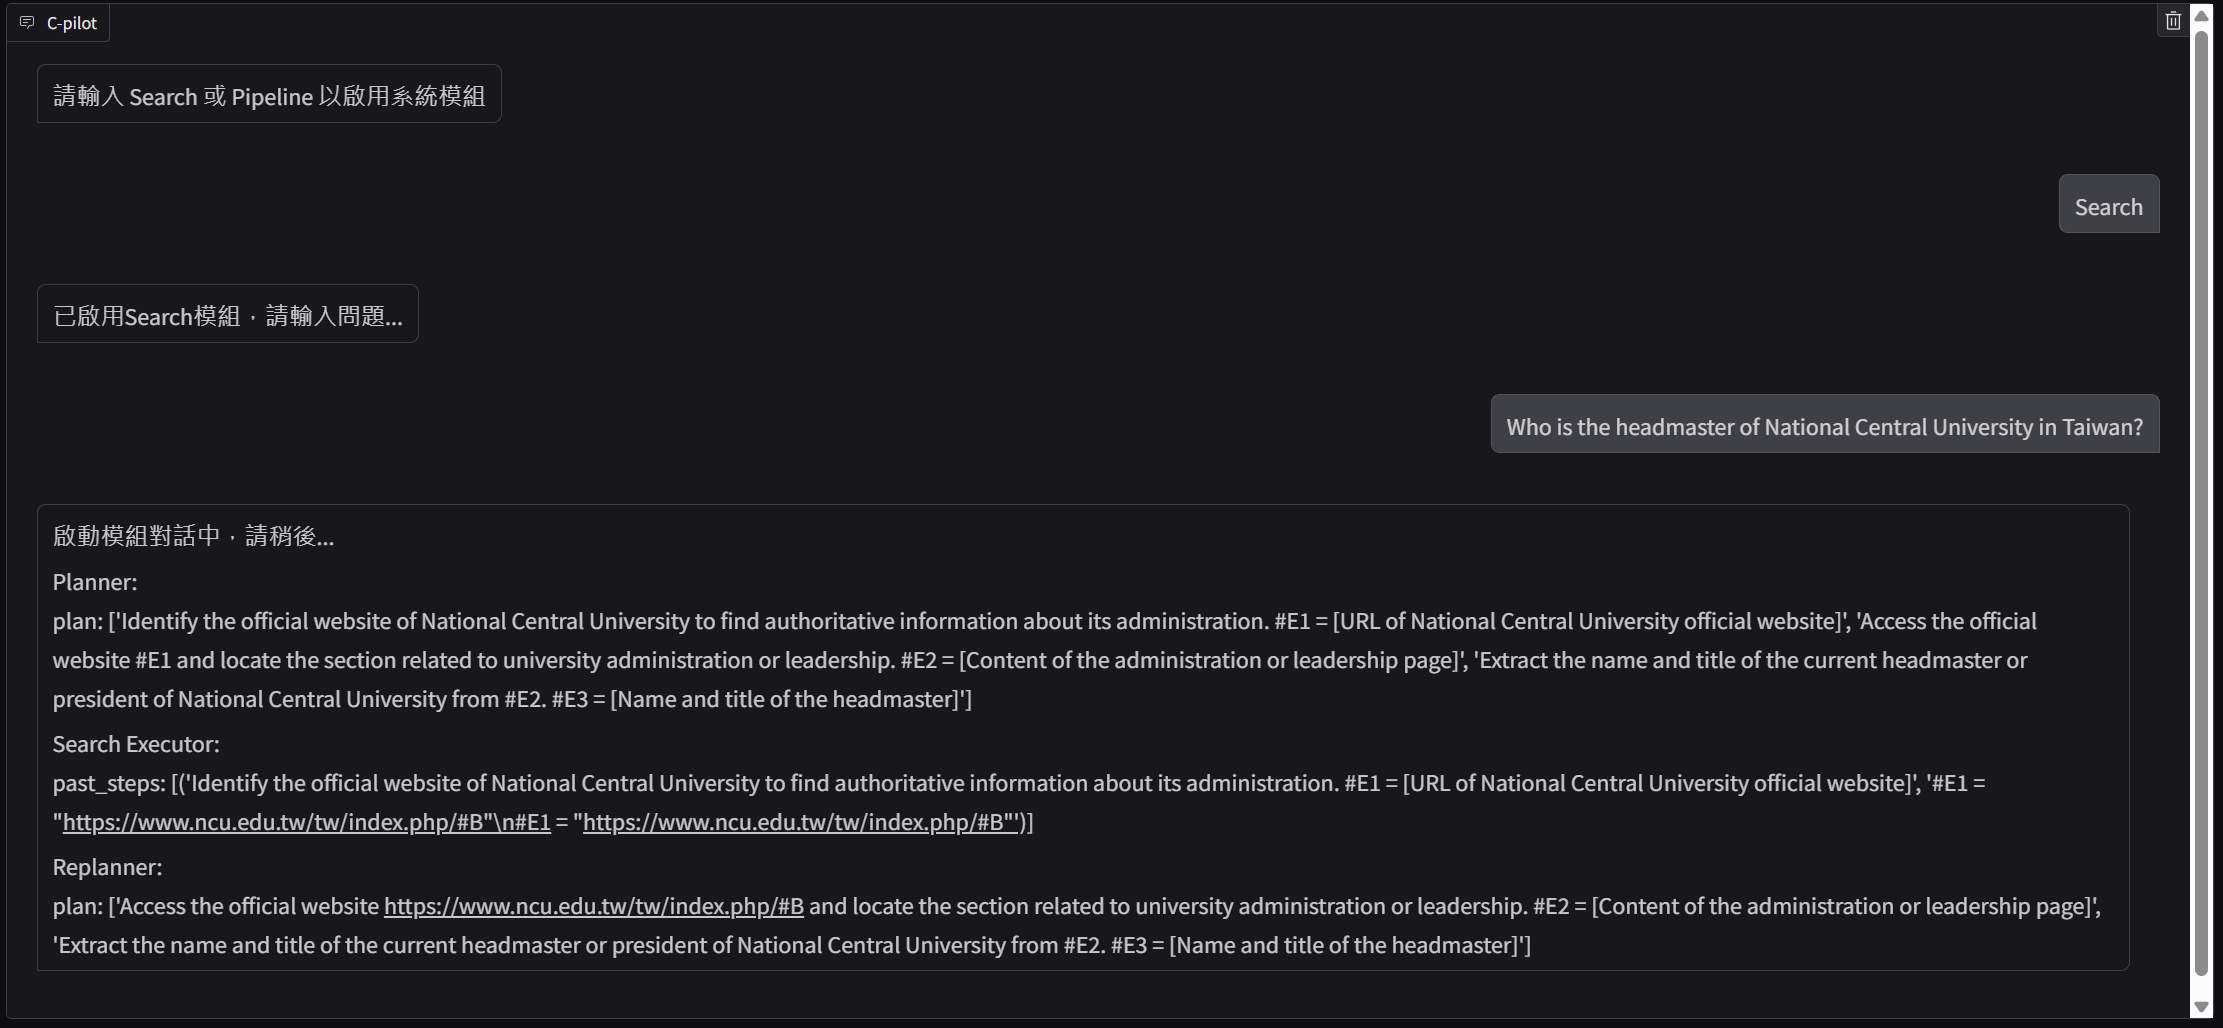 C-pilot
請輸入 Search 或 Pipeline 以啟用系統模組
Search
已啟用Search模組，請輸入問題...
Who is the headmaster of National Central University in Taiwan?
啟動模組對話中，請稍後...
Planner:
plan: ['Identify the official website of National Central University to find authoritative information about its administration. #E1 = [URL of National Central University official website]', 'Access the official
website #E1 and locate the section related to university administration or leadership. #E2 = [Content of the administration or leadership page]', 'Extract the name and title of the current headmaster or
president of National Central University from #E2. #E3 = [Name and title of the headmaster]']
Search Executor:
past_steps: [('Identify the official website of National Central University to find authoritative information about its administration. #E1 = [URL of National Central University official website]', '#E1 =
"https://www.ncu.edu.tw/tw/index.php/#B"\n#E1 = "https://www.ncu.edu.tw/tw/index.php/#B"')]
Replanner:
plan: ['Access the official website https://www.ncu.edu.tw/tw/index.php/#B and locate the section related to university administration or leadership. #E2 = [Content of the administration or leadership page]',
'Extract the name and title of the current headmaster or president of National Central University from #E2. #E3 = [Name and title of the headmaster]']